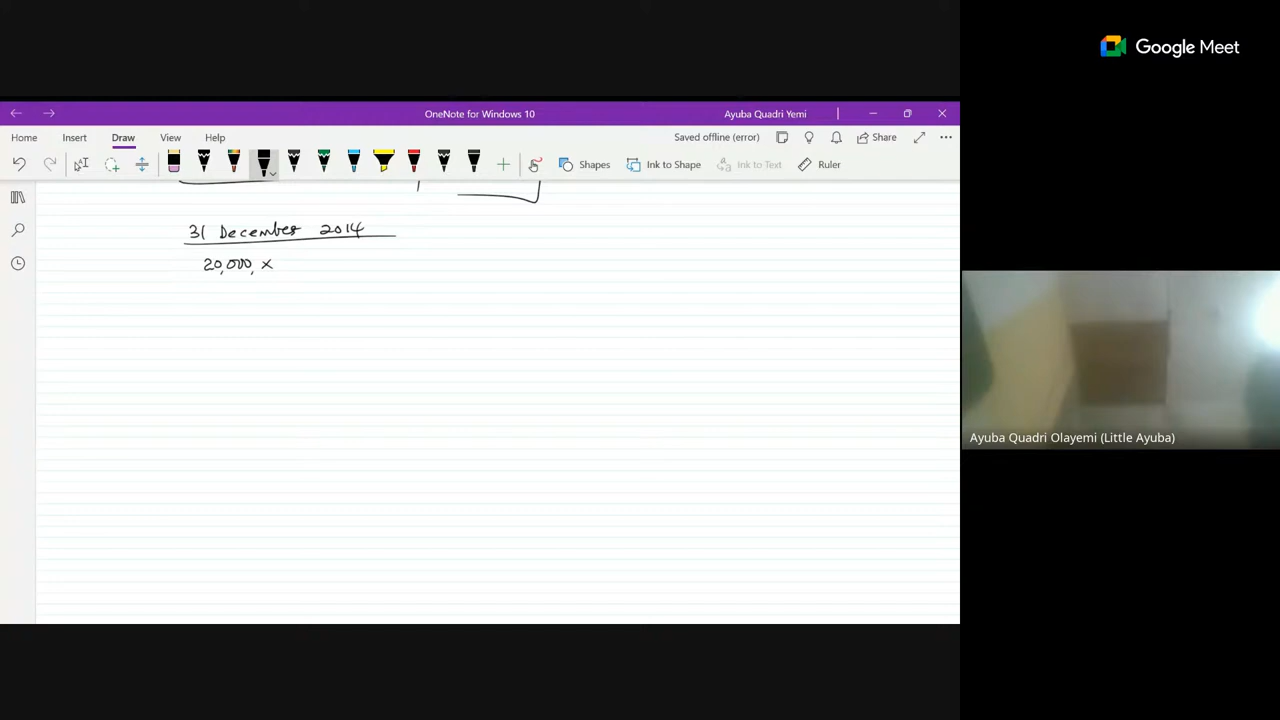 Google Meet
OneNote for Windows 10
Ayuba Quadri Yemi
Home Insert Draw View Help
Saved offline (error)
Share
Shapes
Ink to Shape
Ink to Text
Ruler
31 December 2014
20,000, ×
Ayuba Quadri Olayemi (Little Ayuba)